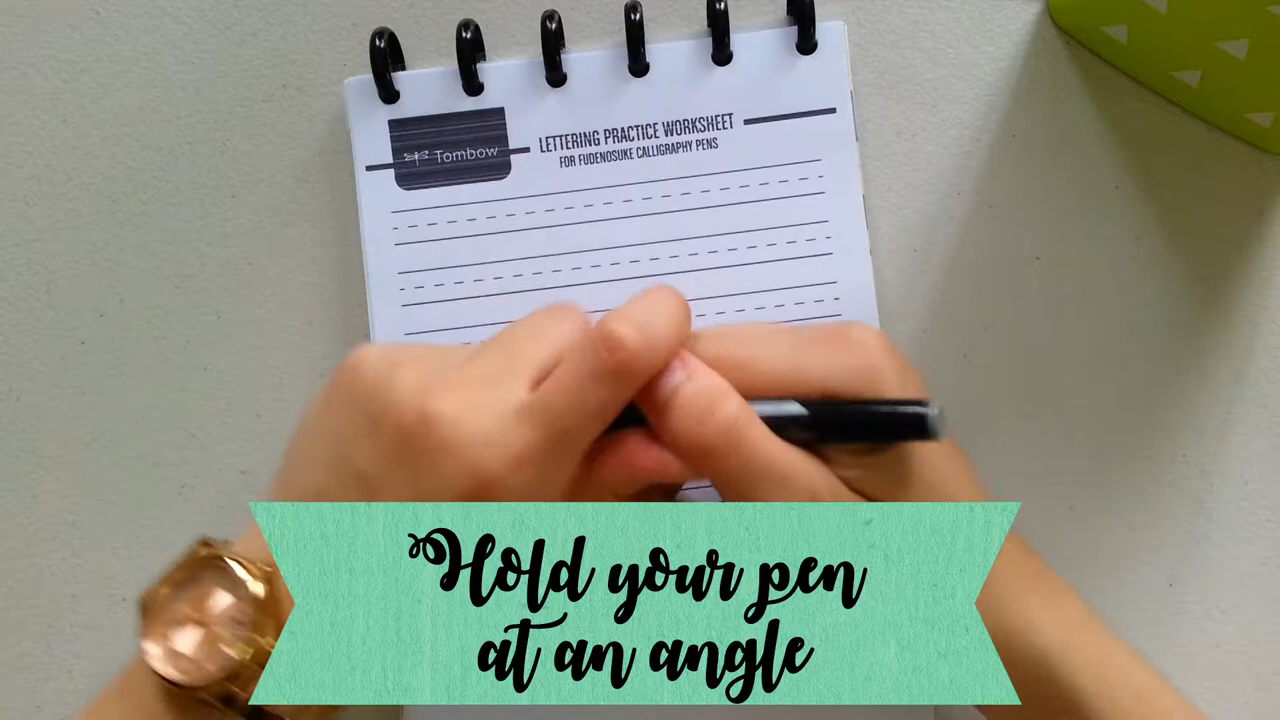 Tombow
LETTERING PRACTICE WORKSHEET
FOR FUDENOSUKE CALLIGRAPHY PENS
Hold your pen
at an angle